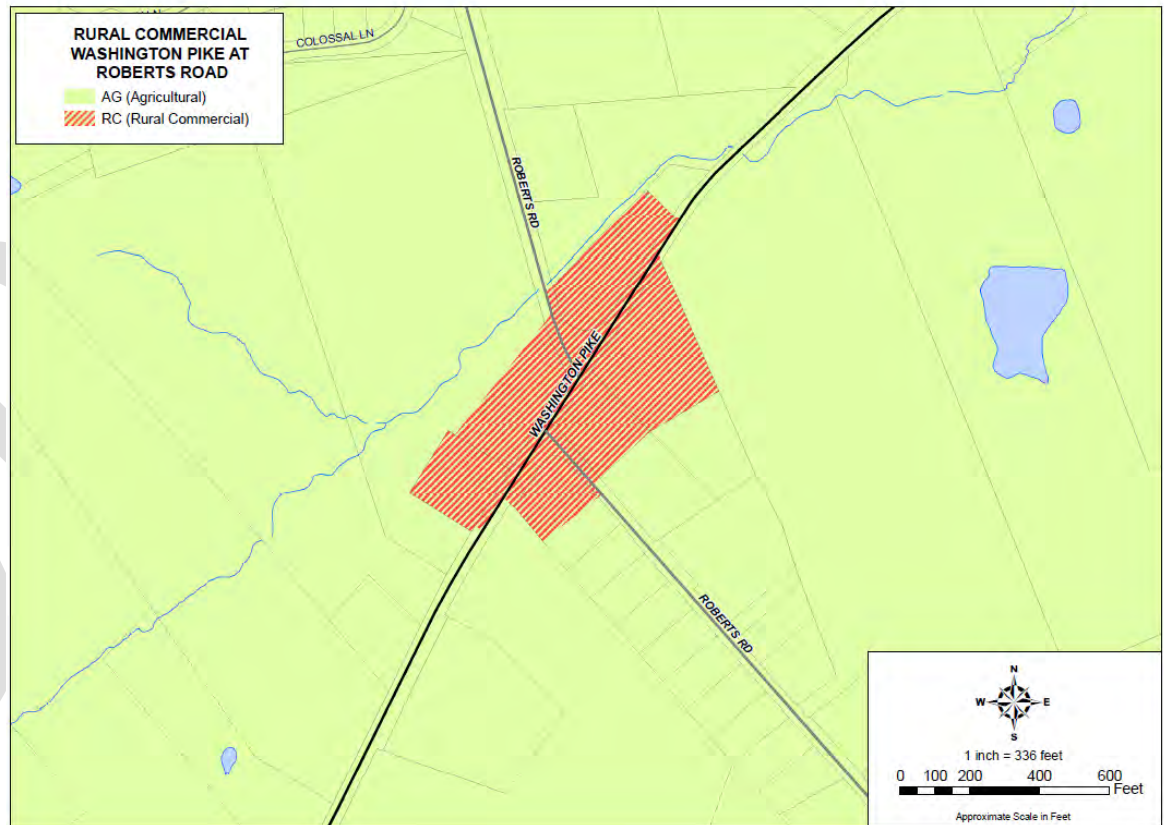 RURAL COMMERCIAL
WASHINGTON PIKE AT
ROBERTS ROAD
AG (Agricultural)
RC (Rural Commercial)
COLOSSAL LN
ROBERTS RD
WASHINGTON PIKE
ROBERTS RD
N
W E
S
1 inch = 336 feet
0 100 200 400 600
Feet
Approximate Scale in Feet